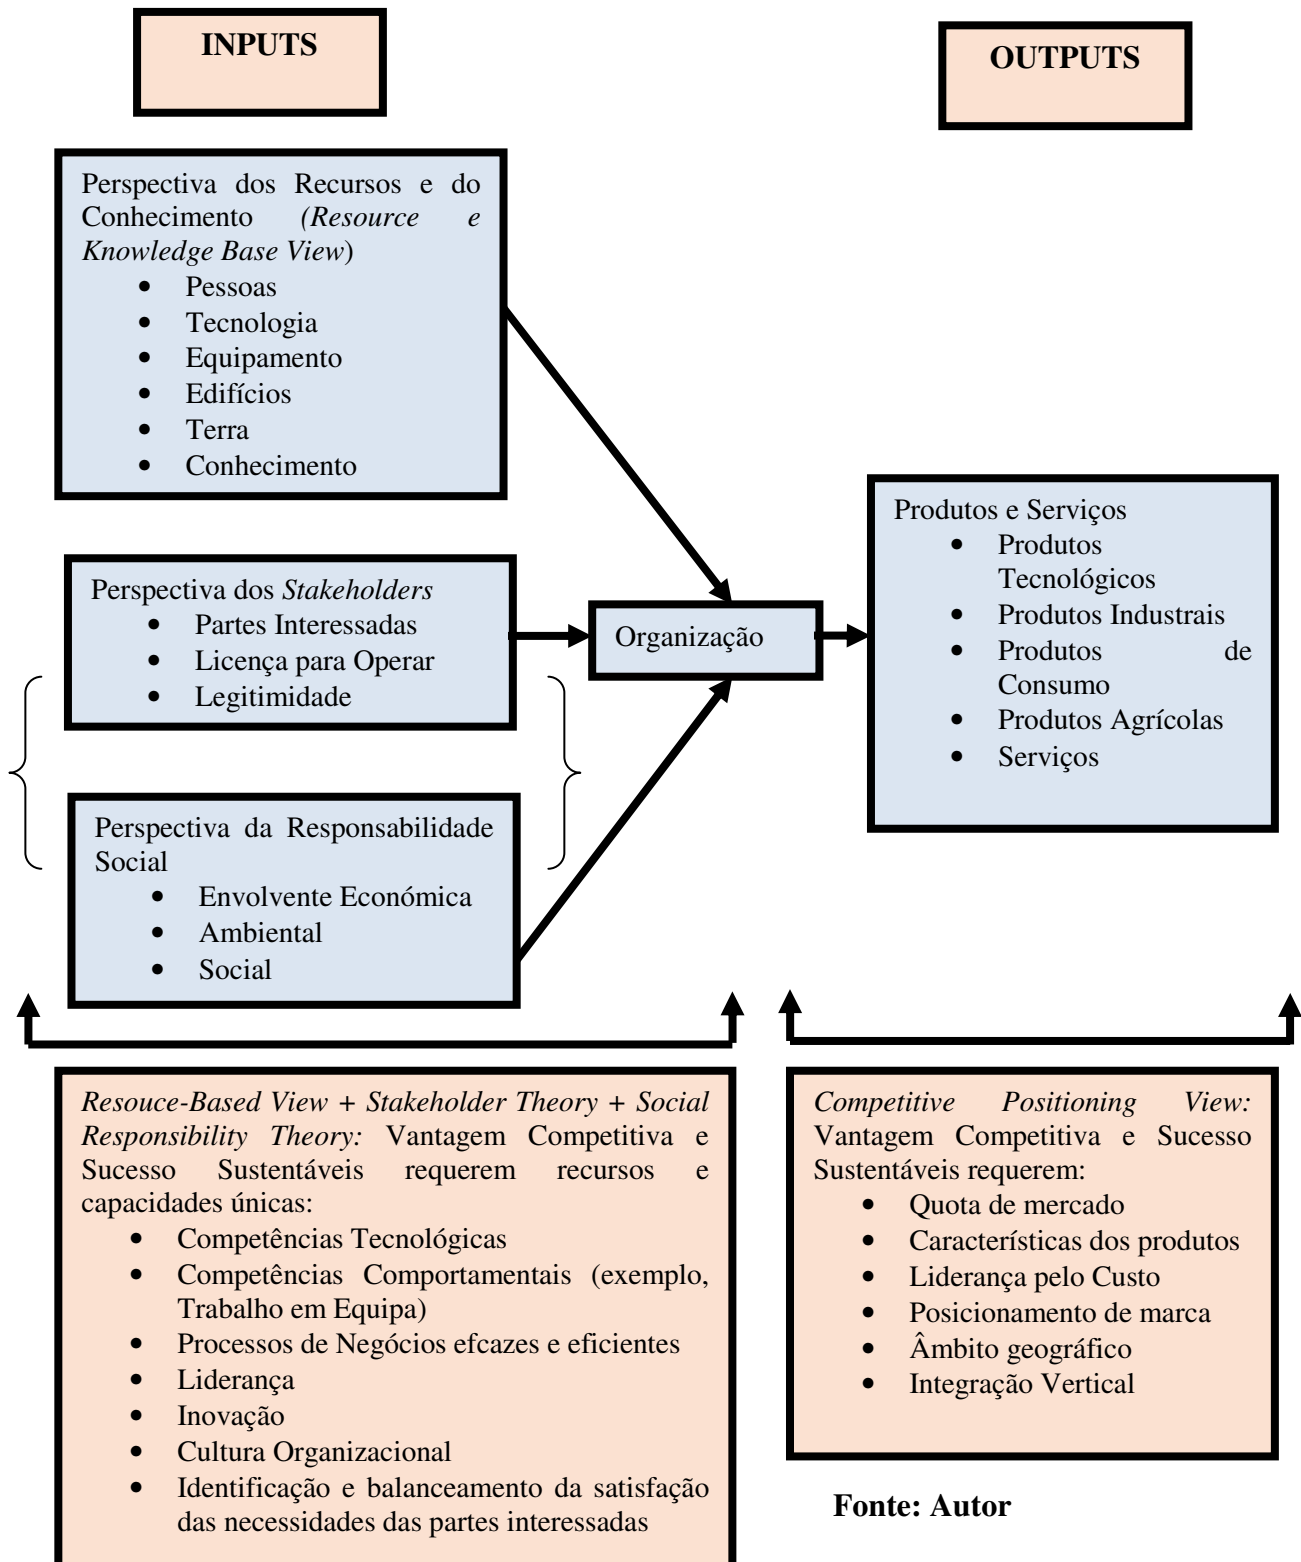 INPUTS
OUTPUTS
Perspectiva dos Recursos e do
Conhecimento (Resource e
Knowledge Base View)
• Pessoas
• Tecnologia
• Equipamento
• Edifícios
• Terra
• Conhecimento
Perspectiva dos Stakeholders
• Partes Interessadas
• Licença para Operar
• Legitimidade
Perspectiva da Responsabilidade
Social
• Envolvente Económica
• Ambiental
• Social
Organização
Produtos e Serviços
• Produtos
Tecnológicos
• Produtos Industrais
• Produtos de
Consumo
• Produtos Agrícolas
• Serviços
Resouce-Based View + Stakeholder Theory + Social
Responsibility Theory: Vantagem Competitiva e
Sucesso Sustentáveis requerem recursos e
capacidades únicas:
• Competências Tecnológicas
• Competências Comportamentais (exemplo,
Trabalho em Equipa)
• Processos de Negócios efcazes e eficientes
• Liderança
• Inovação
• Cultura Organizacional
• Identificação e balanceamento da satisfação
das necessidades das partes interessadas
Competitive Positioning View:
Vantagem Competitiva e Sucesso
Sustentáveis requerem:
• Quota de mercado
• Características dos produtos
• Liderança pelo Custo
• Posicionamento de marca
• Âmbito geográfico
• Integração Vertical
Fonte: Autor